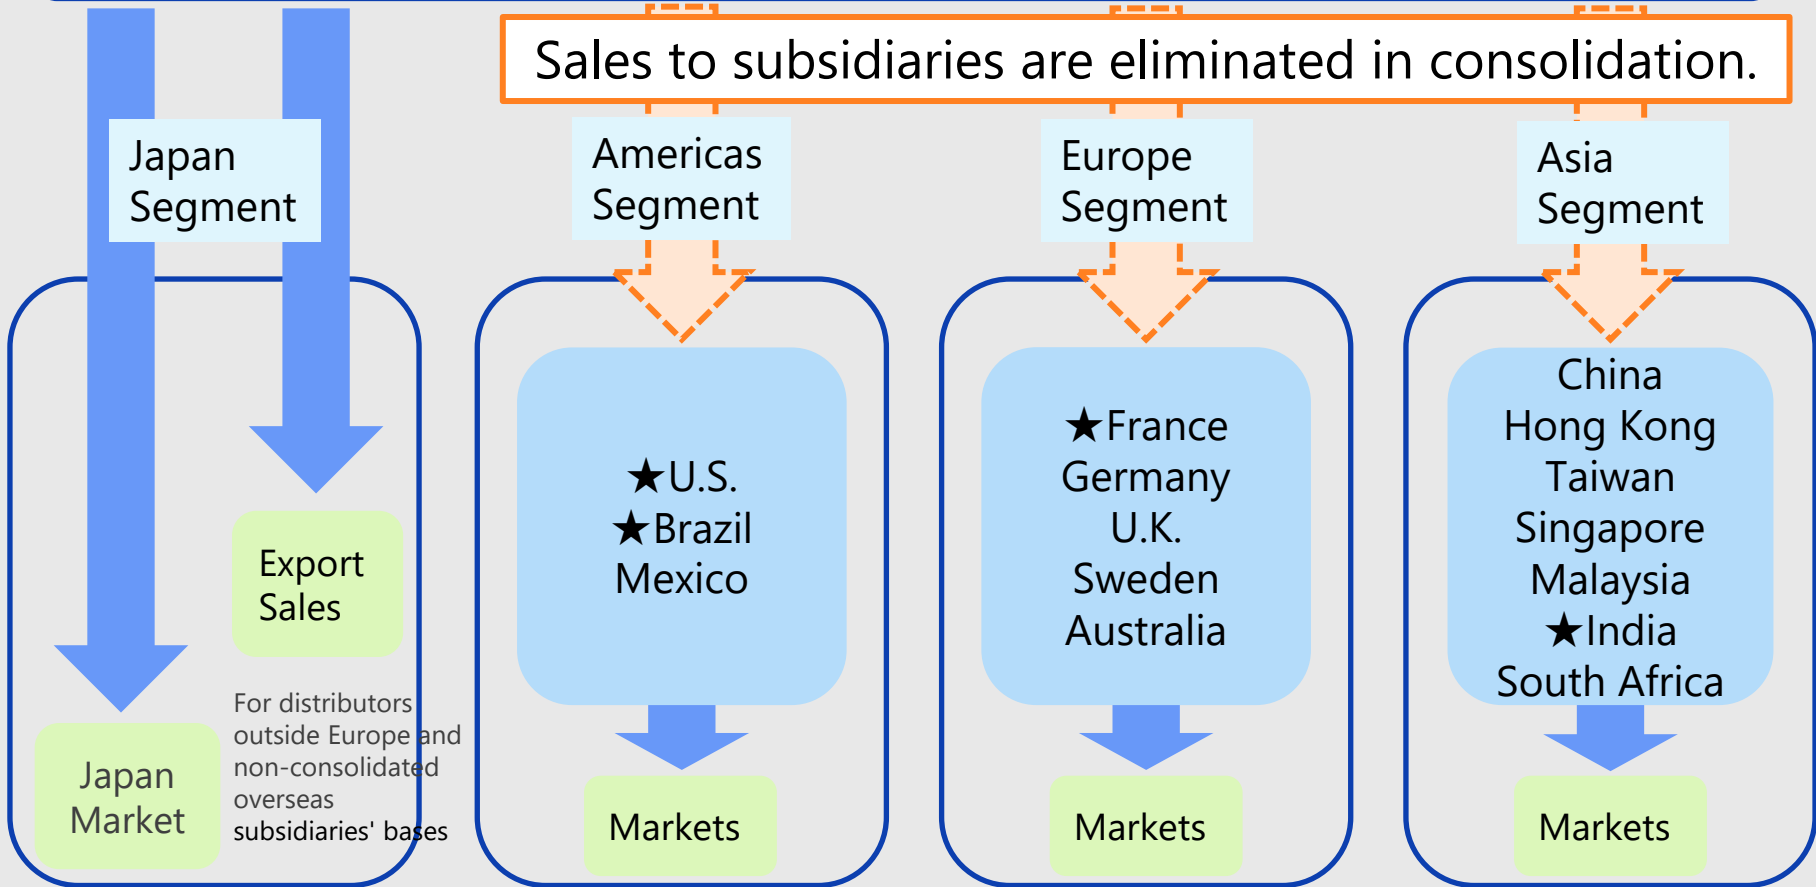 Sales to subsidiaries are eliminated in consolidation.
Japan
Segment
Americas
Segment
Europe
Segment
Asia
Segment
Export
Sales
For distributors
outside Europe and
non-consolidated
overseas
subsidiaries' bases
Japan
Market
★U.S.
★Brazil
Mexico
Markets
★France
Germany
U.K.
Sweden
Australia
Markets
China
Hong Kong
Taiwan
Singapore
Malaysia
★India
South Africa
Markets